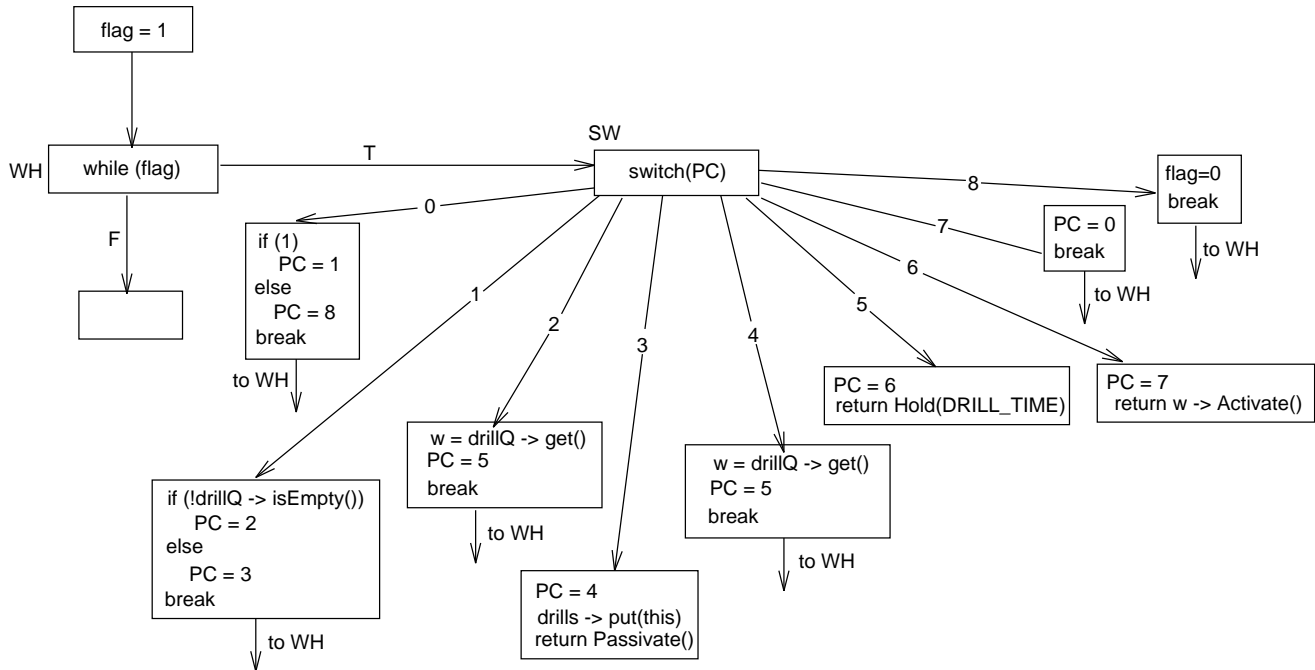 flag = 1
WH
while (flag)
T
F
SW
switch(PC)
0
if (1)
PC = 1
else
PC = 8
break
to WH
1
if (!drillQ -> isEmpty())
PC = 2
else
PC = 3
break
to WH
2
w = drillQ -> get()
PC = 5
break
to WH
3
PC = 4
drills -> put(this)
return Passivate()
4
w = drillQ -> get()
PC = 5
break
to WH
5
PC = 6
return Hold(DRILL_TIME)
6
PC = 7
return w -> Activate()
7
PC = 0
break
to WH
8
flag=0
break
to WH